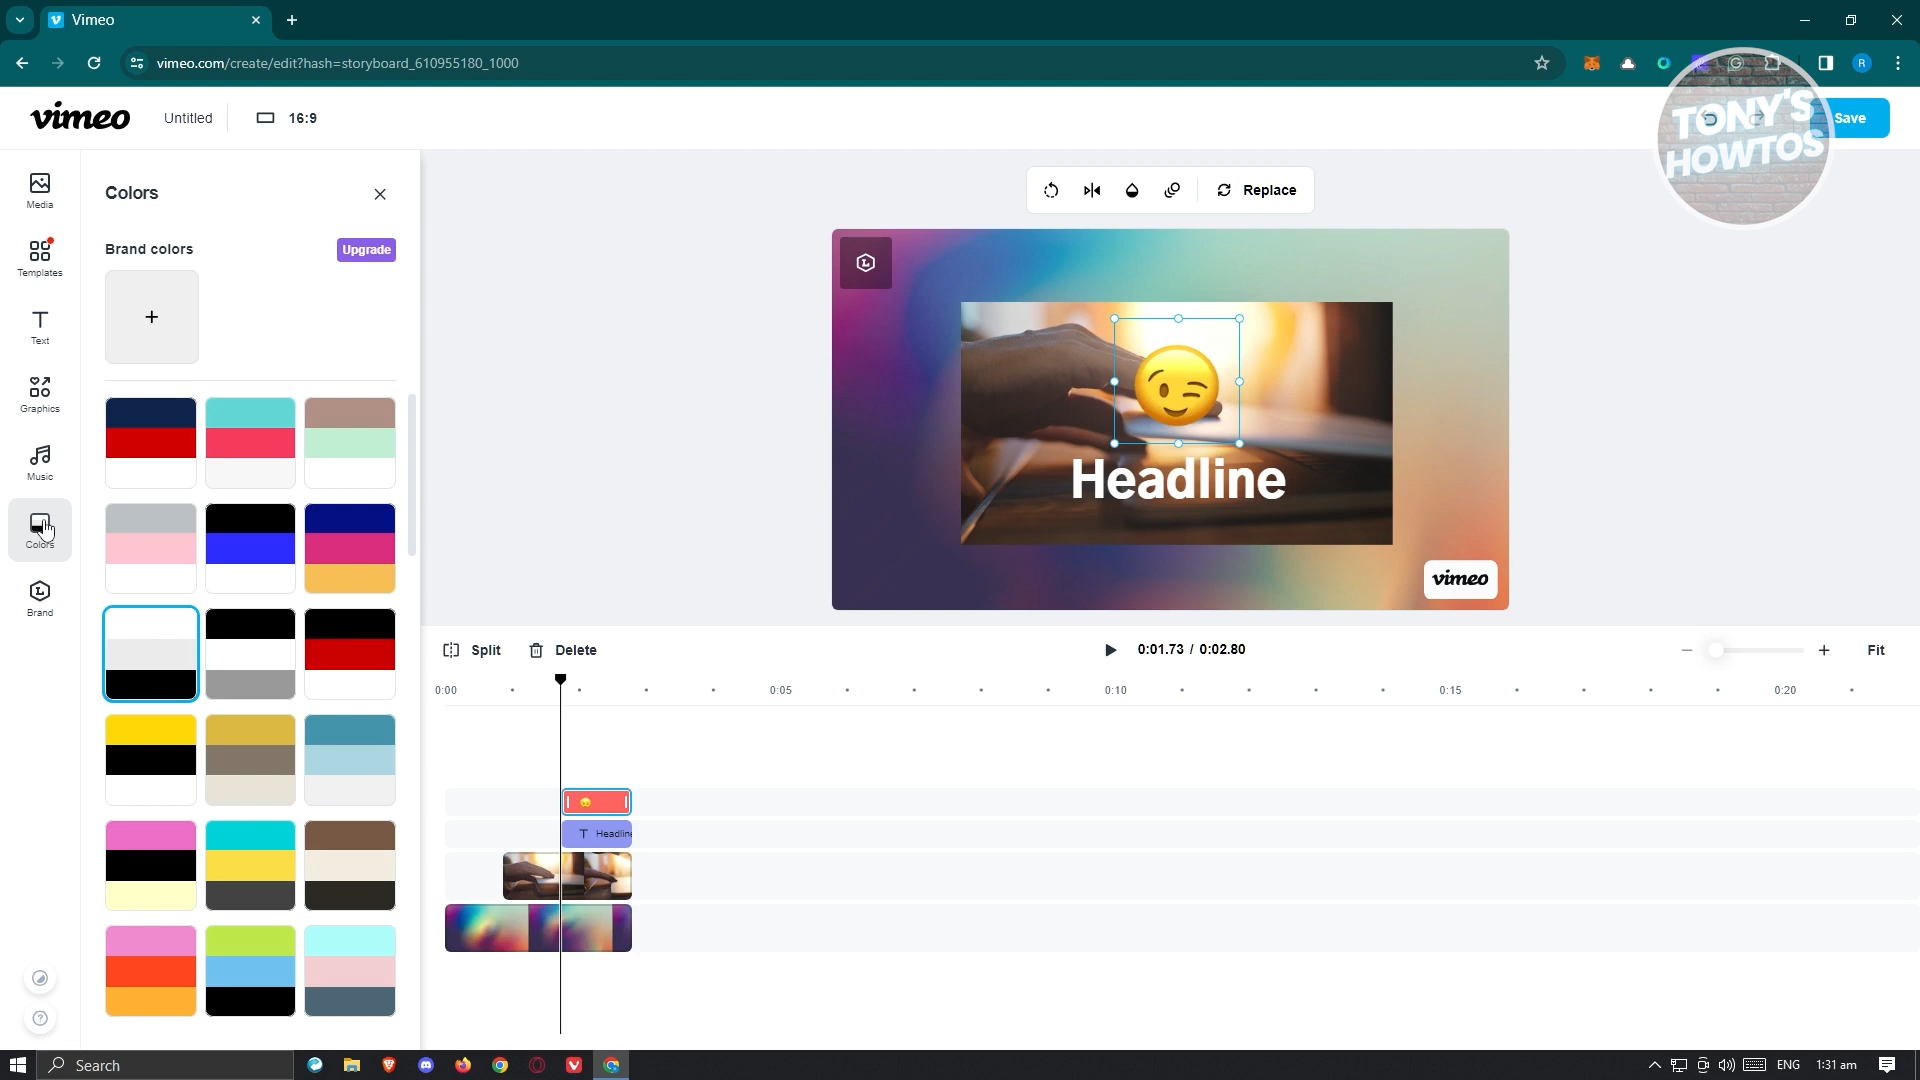 Vimeo
vimeo.com/create/edit?hash=storyboard_610955180_1000
R
vimeo
Untitled
16:9
Save
TONY'S
HOWTOS
Media
Templates
Text
Graphics
Music
Colors
Brand
Colors
Brand colors
Upgrade
+
Replace
Headline
vimeo
Split
Delete
0:01.73 / 0:02.80
Fit
0:00
0:05
0:10
0:15
0:20
T Headline
Search
ENG
1:31 am